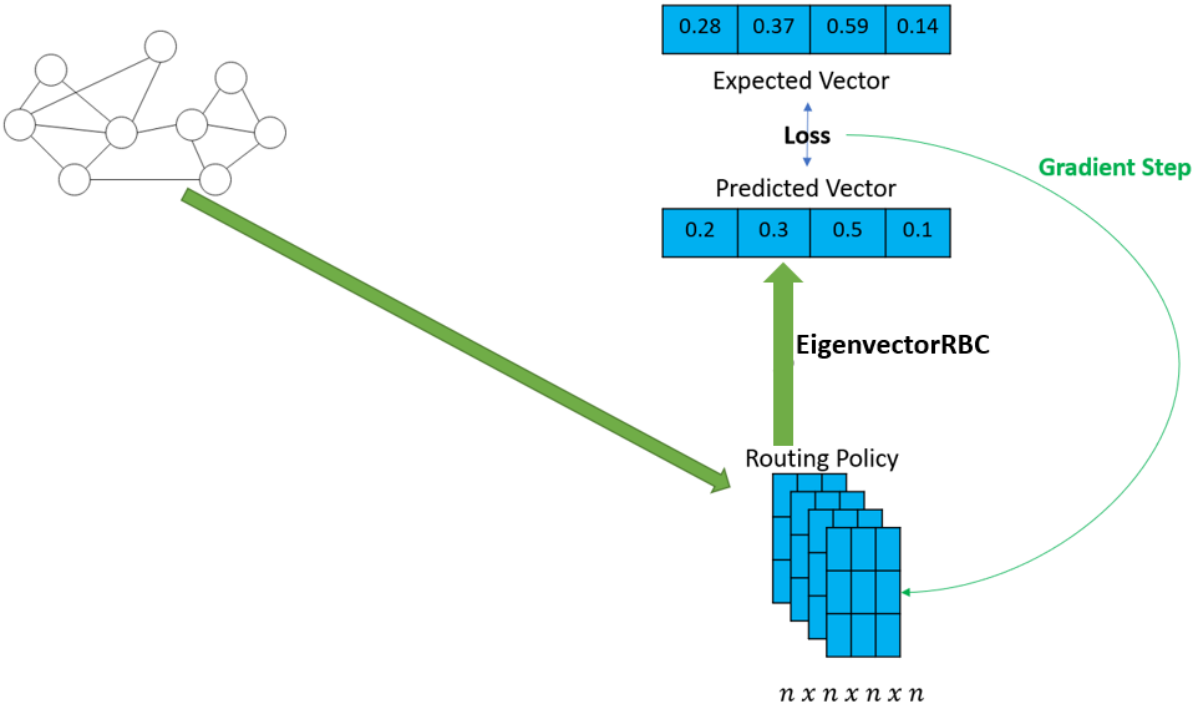 0.28 0.37 0.59 0.14
Expected Vector
Loss
Gradient Step
Predicted Vector
0.2 0.3 0.5 0.1
EigenvectorRBC
Routing Policy
n x n x n x n